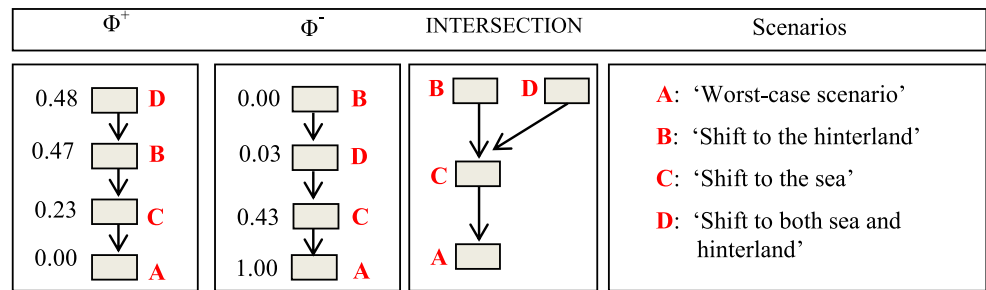 Φ+ Φ- INTERSECTION Scenarios
0.48 D
0.47 B
0.23 C
0.00 A
0.00 B
0.03 D
0.43 C
1.00 A
B D
C
A
A: ‘Worst-case scenario’
B: ‘Shift to the hinterland’
C: ‘Shift to the sea’
D: ‘Shift to both sea and
hinterland’